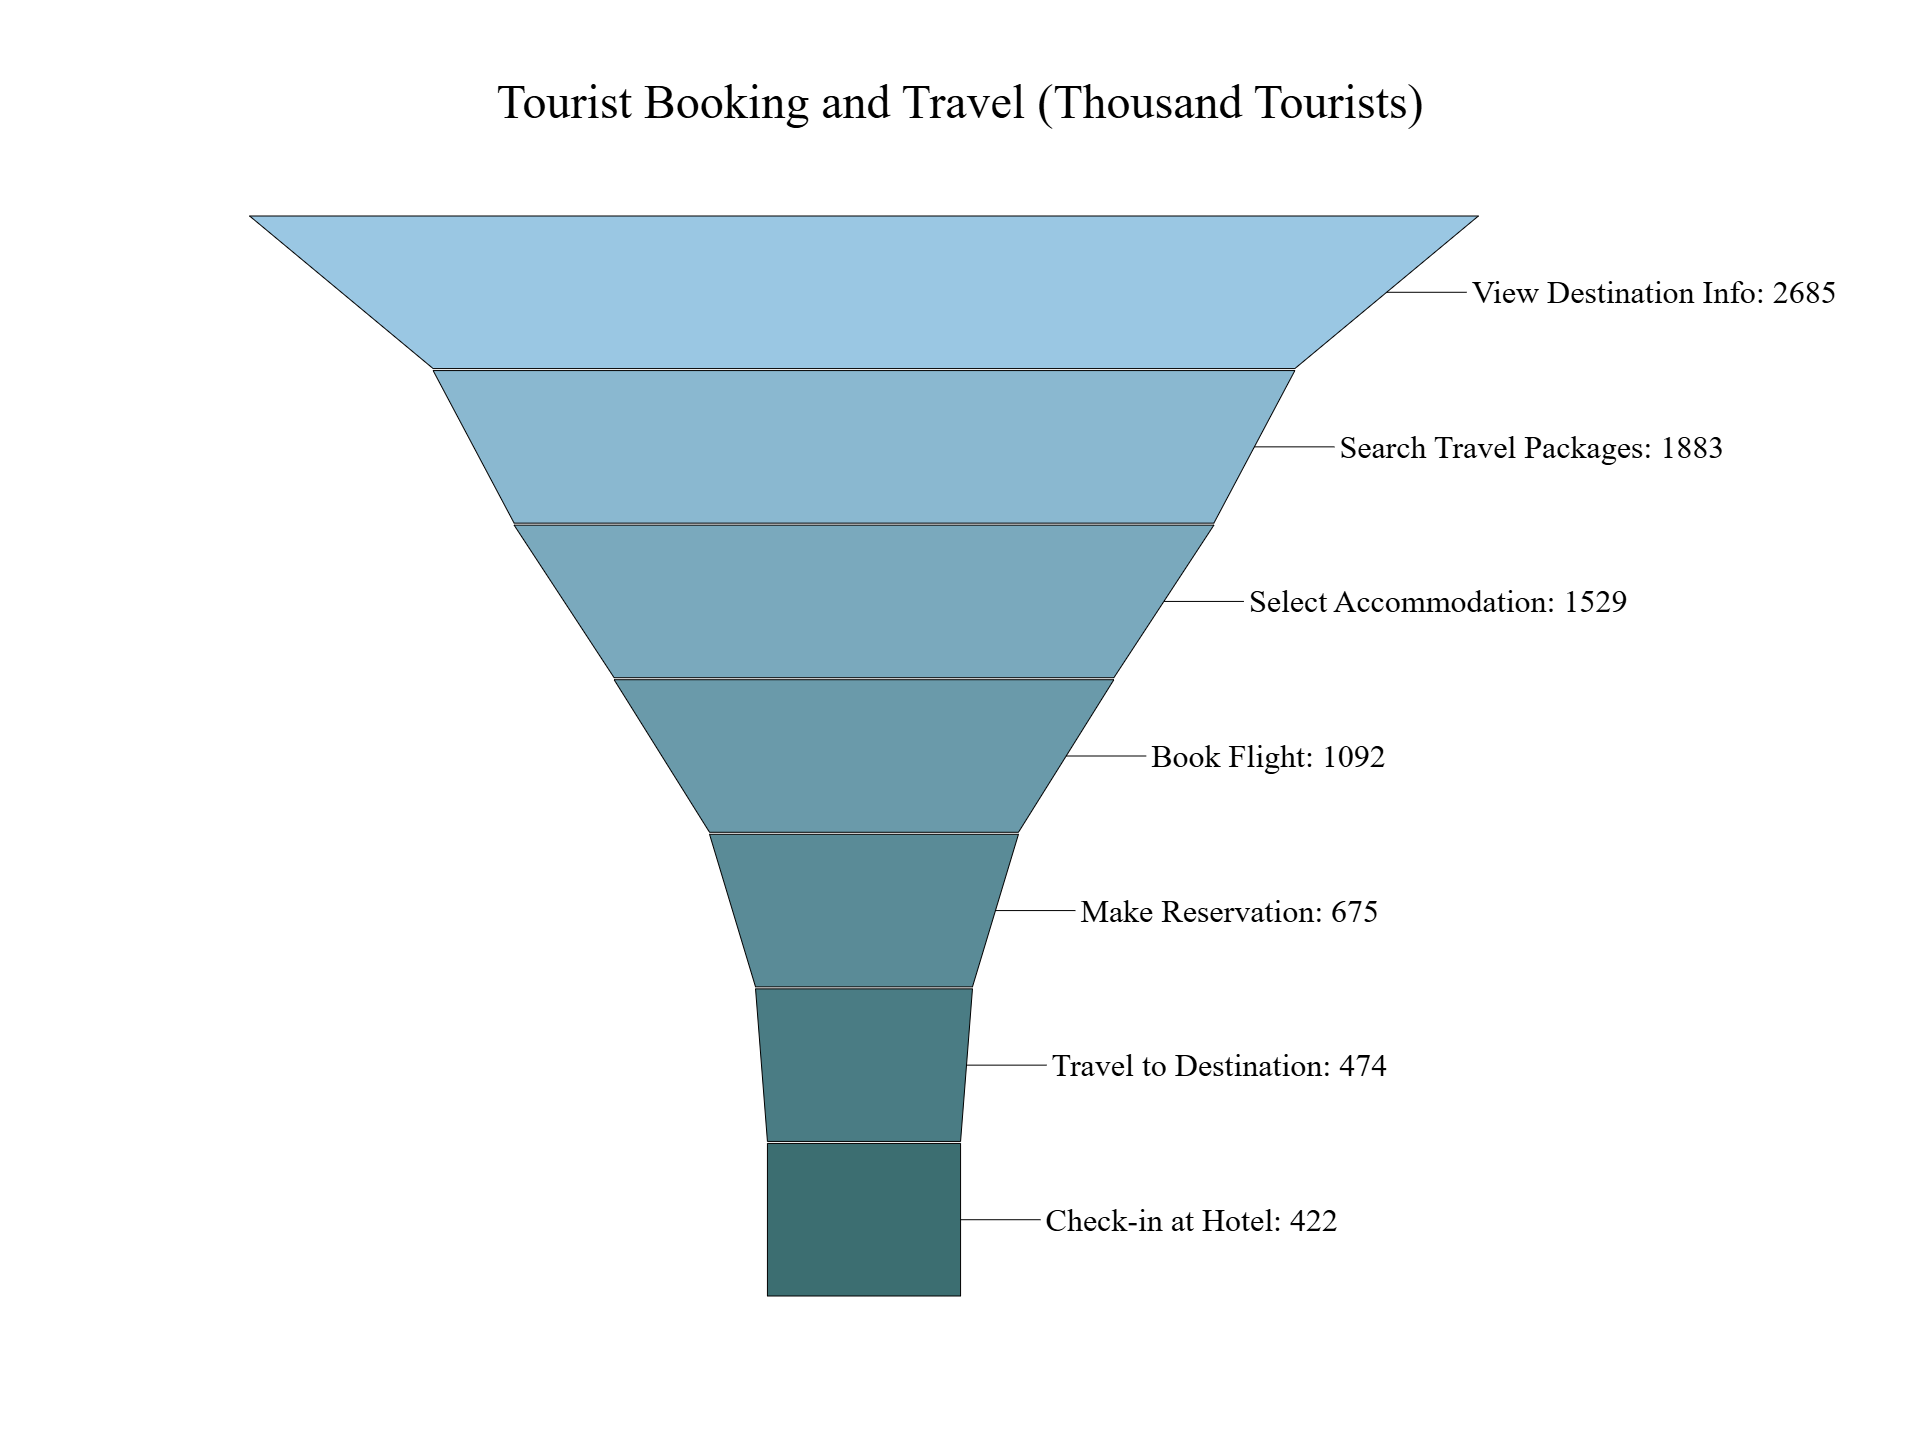 Tourist Booking and Travel (Thousand Tourists)
View Destination Info: 2685
Search Travel Packages: 1883
Select Accommodation: 1529
Book Flight: 1092
Make Reservation: 675
Travel to Destination: 474
Check-in at Hotel: 422